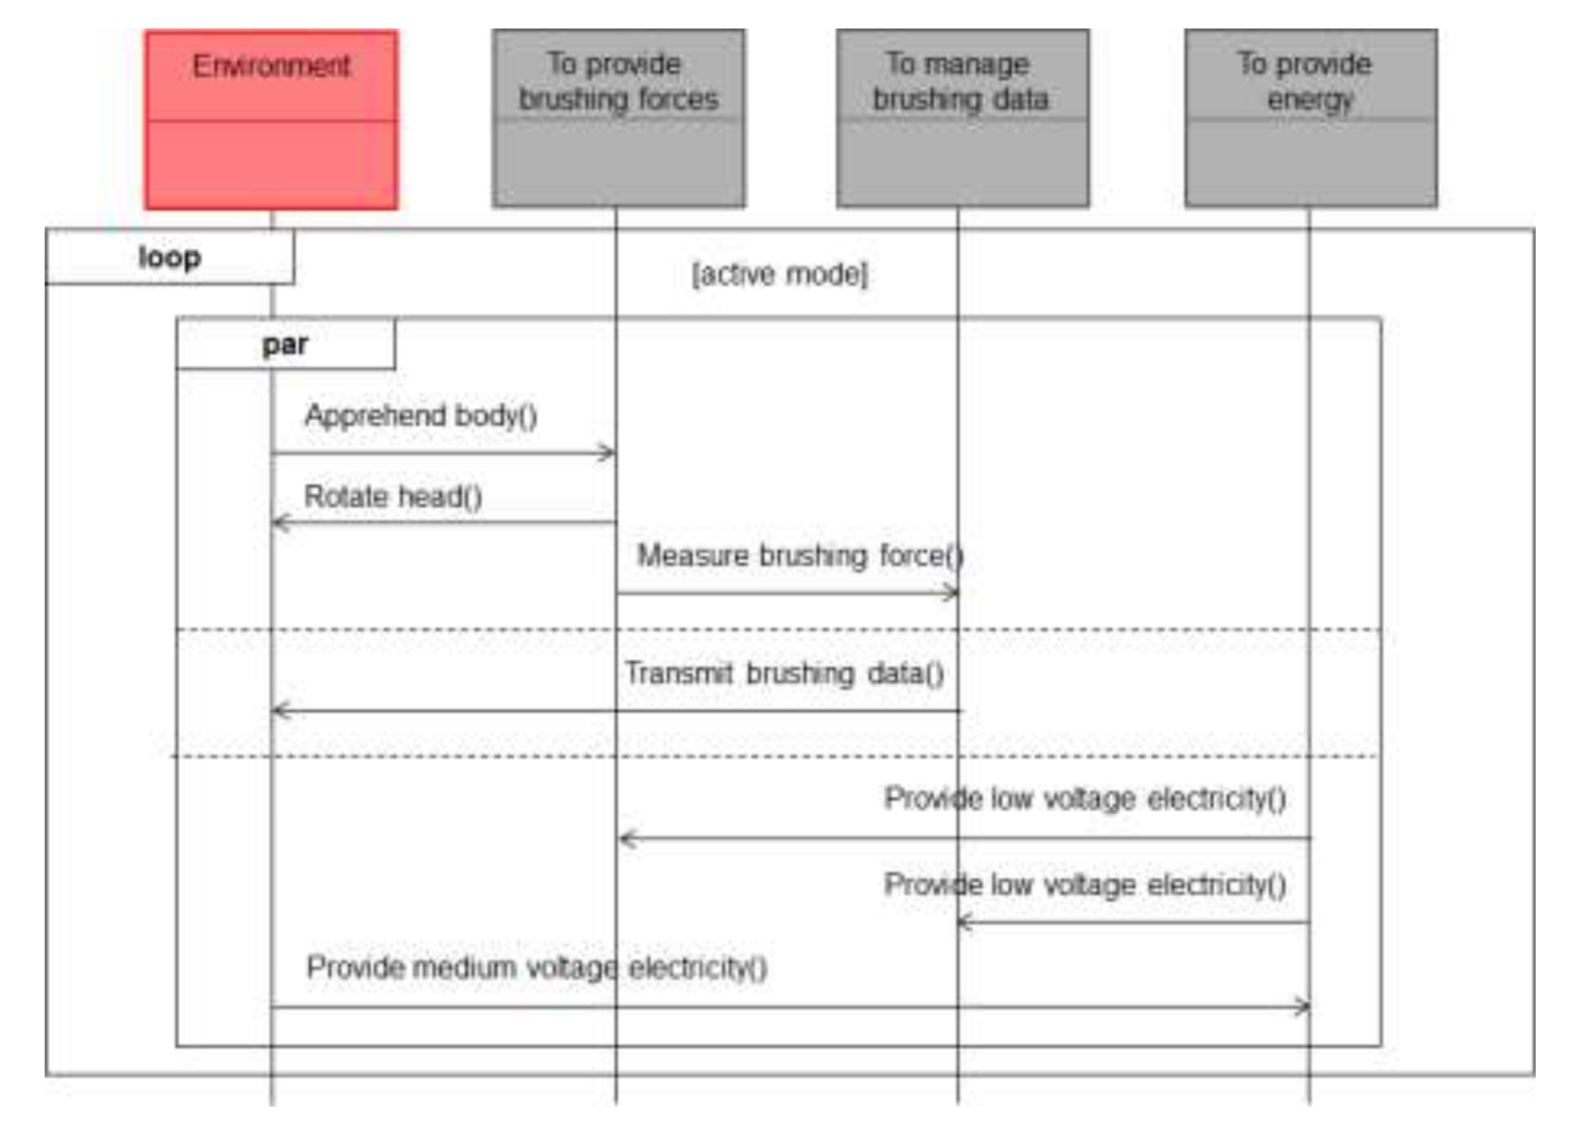 Environment
To provide
brushing forces
To manage
brushing data
To provide
energy
loop
[active mode]
par
Apprehend body()
Rotate head()
Measure brushing force()
Transmit brushing data()
Provide low voltage electricity()
Provide low voltage electricity()
Provide medium voltage electricity()